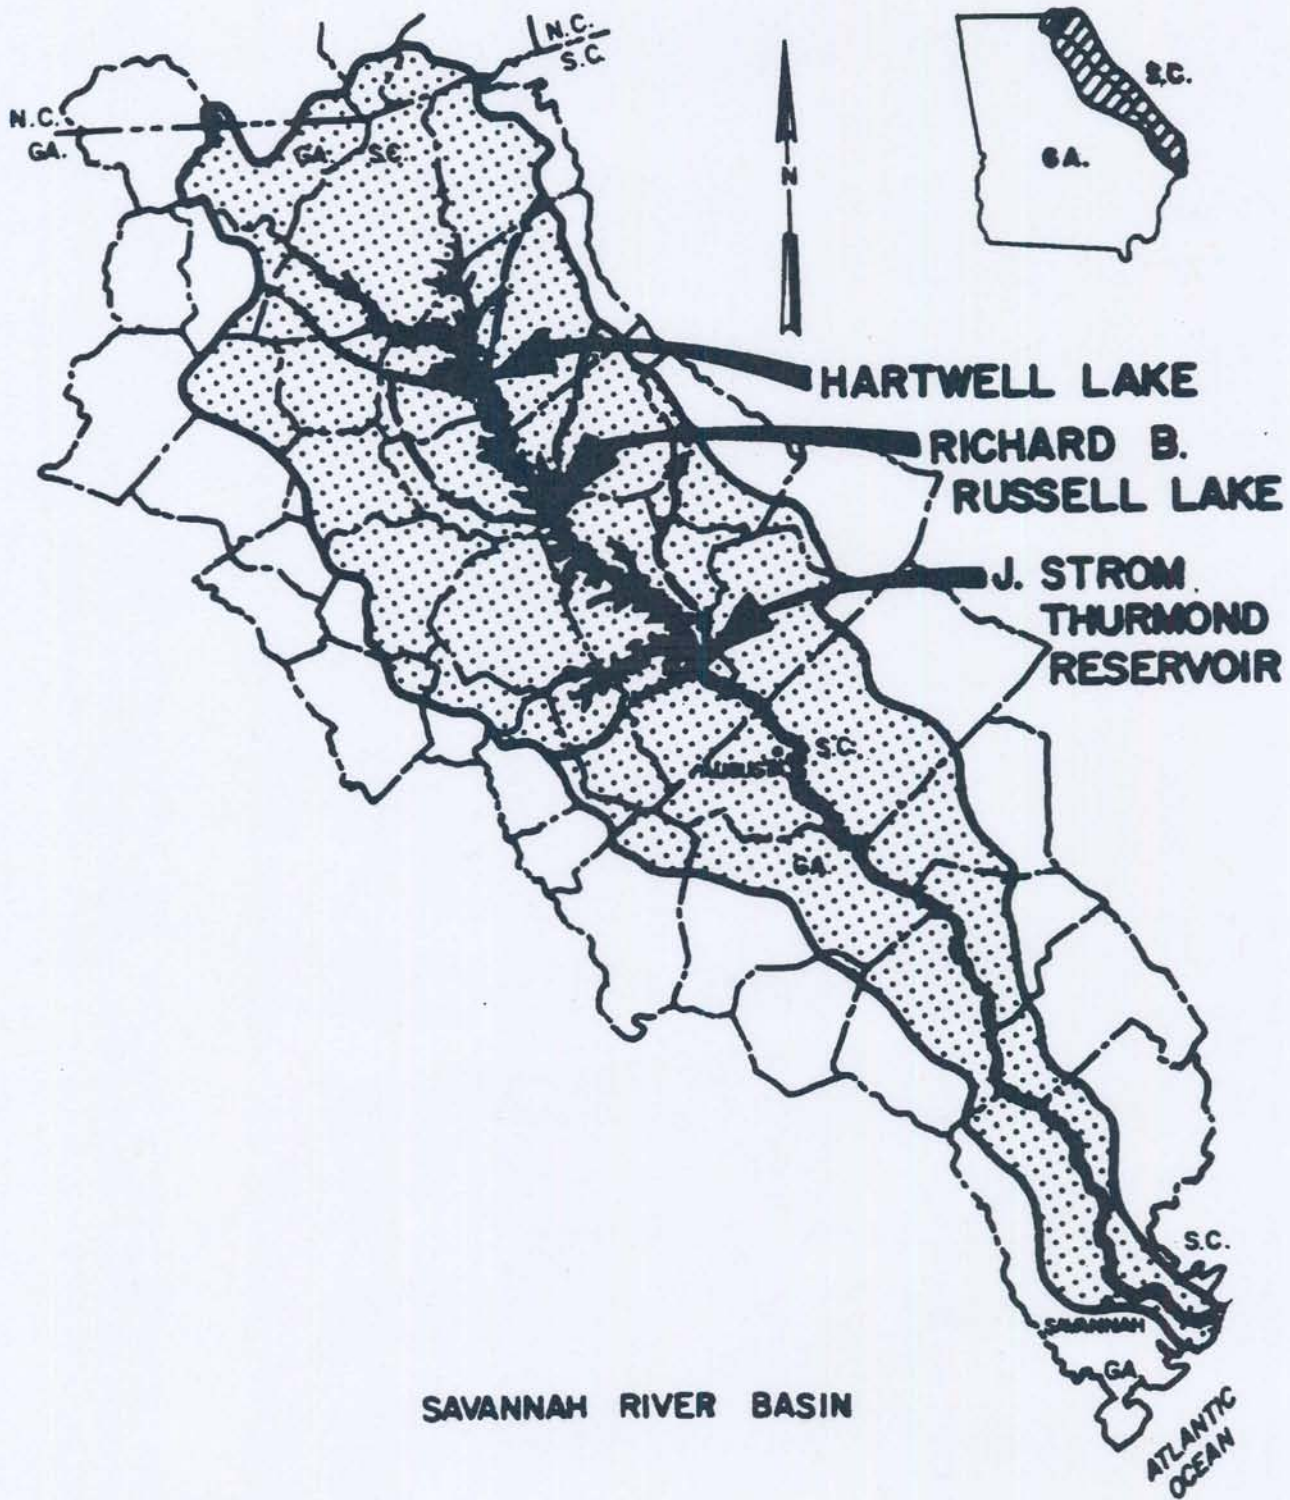 N.C.
S.C.
N.C.
GA.
GA.
S.C.
N
S.C.
GA.
HARTWELL LAKE
RICHARD B.
RUSSELL LAKE
J. STROM
THURMOND
RESERVOIR
S.C.
AUGUSTA
GA.
S.C.
SAVANNAH
GA.
SAVANNAH RIVER BASIN
ATLANTIC
OCEAN